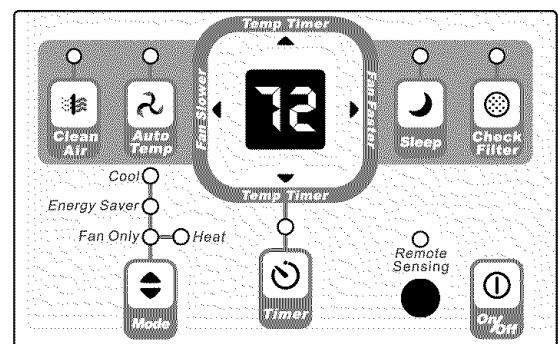 Temp Timer
Fan Slower
72
Fan Faster
Clean Air
Auto Temp
Sleep
Check Filter
Temp Timer
Cool
Energy Saver
Fan Only
Heat
Remote Sensing
Mode
Timer
On/Off